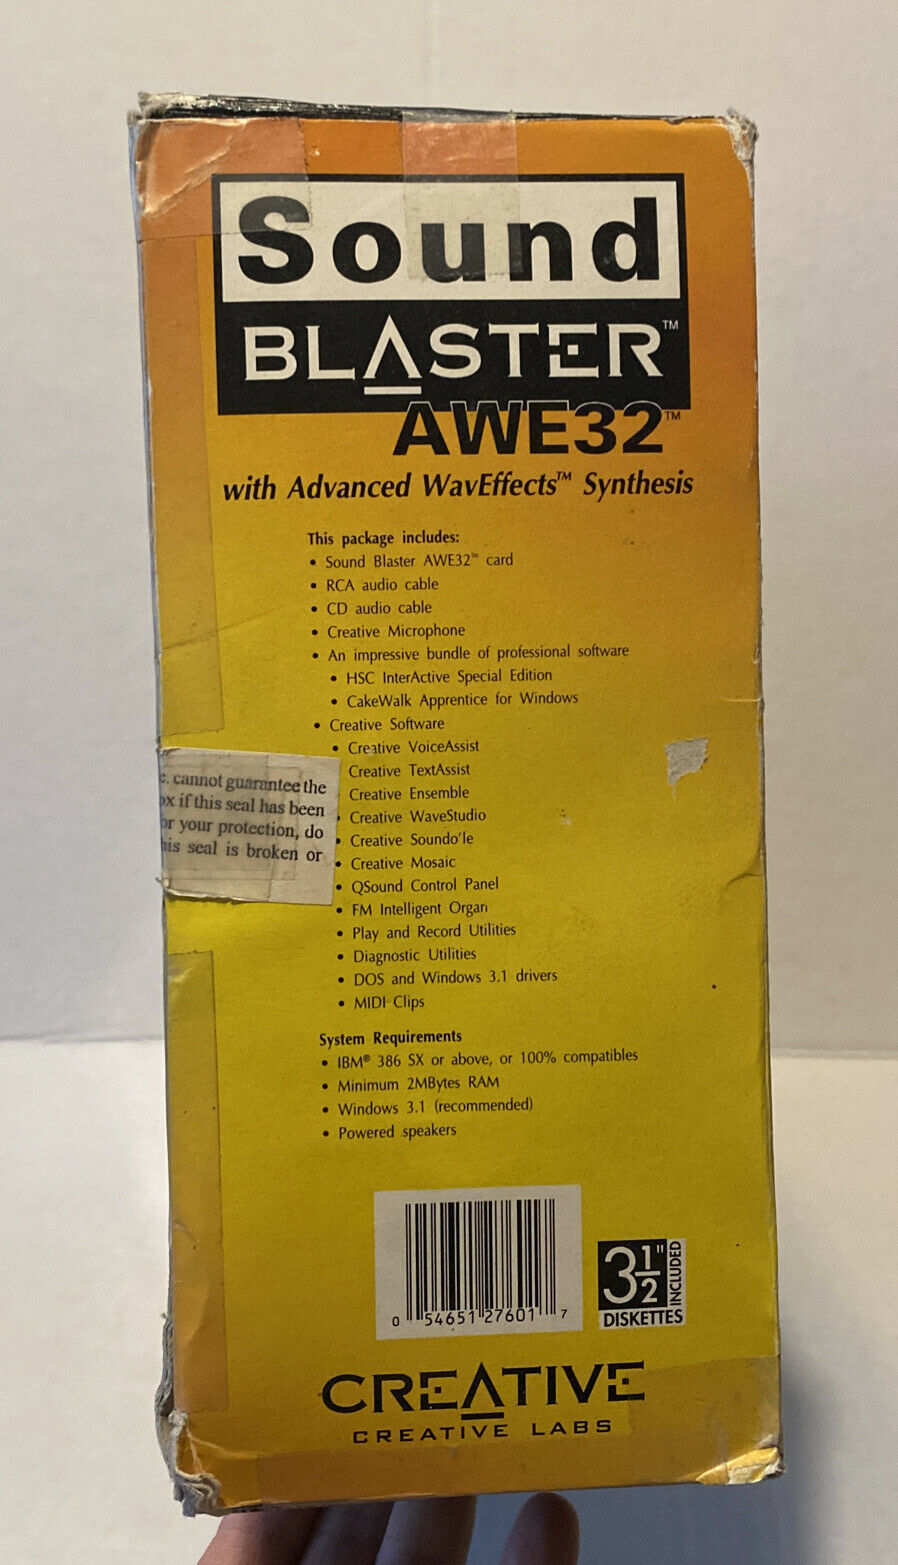 Sound
BLASTER™
AWE32™
with Advanced WavEffects™ Synthesis
This package includes:
• Sound Blaster AWE32™ card
• RCA audio cable
• CD audio cable
• Creative Microphone
• An impressive bundle of professional software
• HSC InterActive Special Edition
• CakeWalk Apprentice for Windows
• Creative Software
• Creative VoiceAssist
Creative TextAssist
Creative Ensemble
• Creative WaveStudio
• Creative Soundo'le
• Creative Mosaic
• QSound Control Panel
• FM Intelligent Organ
• Play and Record Utilities
• Diagnostic Utilities
• DOS and Windows 3.1 drivers
• MIDI Clips
c. cannot guarantee the
ox if this seal has been
or your protection, do
his seal is broken or
System Requirements
• IBM® 386 SX or above, or 100% compatibles
• Minimum 2MBytes RAM
• Windows 3.1 (recommended)
• Powered speakers
0 54651 27601 7
3 1/2" INCLUDED
DISKETTES
CREATIVE
CREATIVE LABS